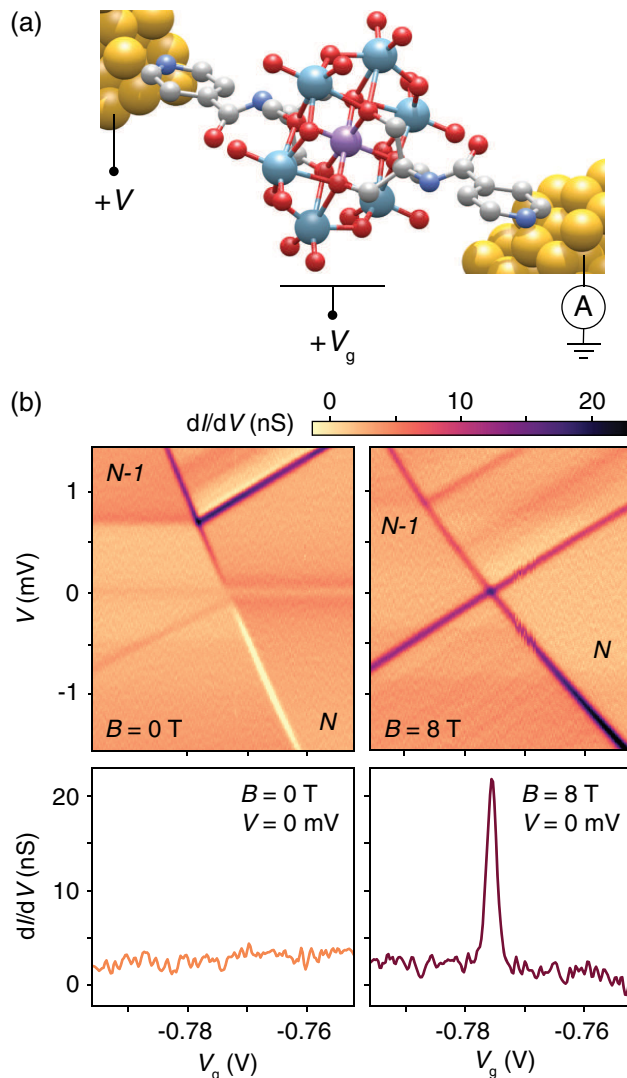 (a)
+V
A
+Vg
(b)
dI/dV (nS)
0
10
20
N-1
N
B = 0 T
N-1
N
B = 8 T
1
0
-1
V (mV)
B = 0 T
V = 0 mV
B = 8 T
V = 0 mV
20
10
0
dI/dV (nS)
-0.78
-0.76
-0.78
-0.76
Vg (V)
Vg (V)